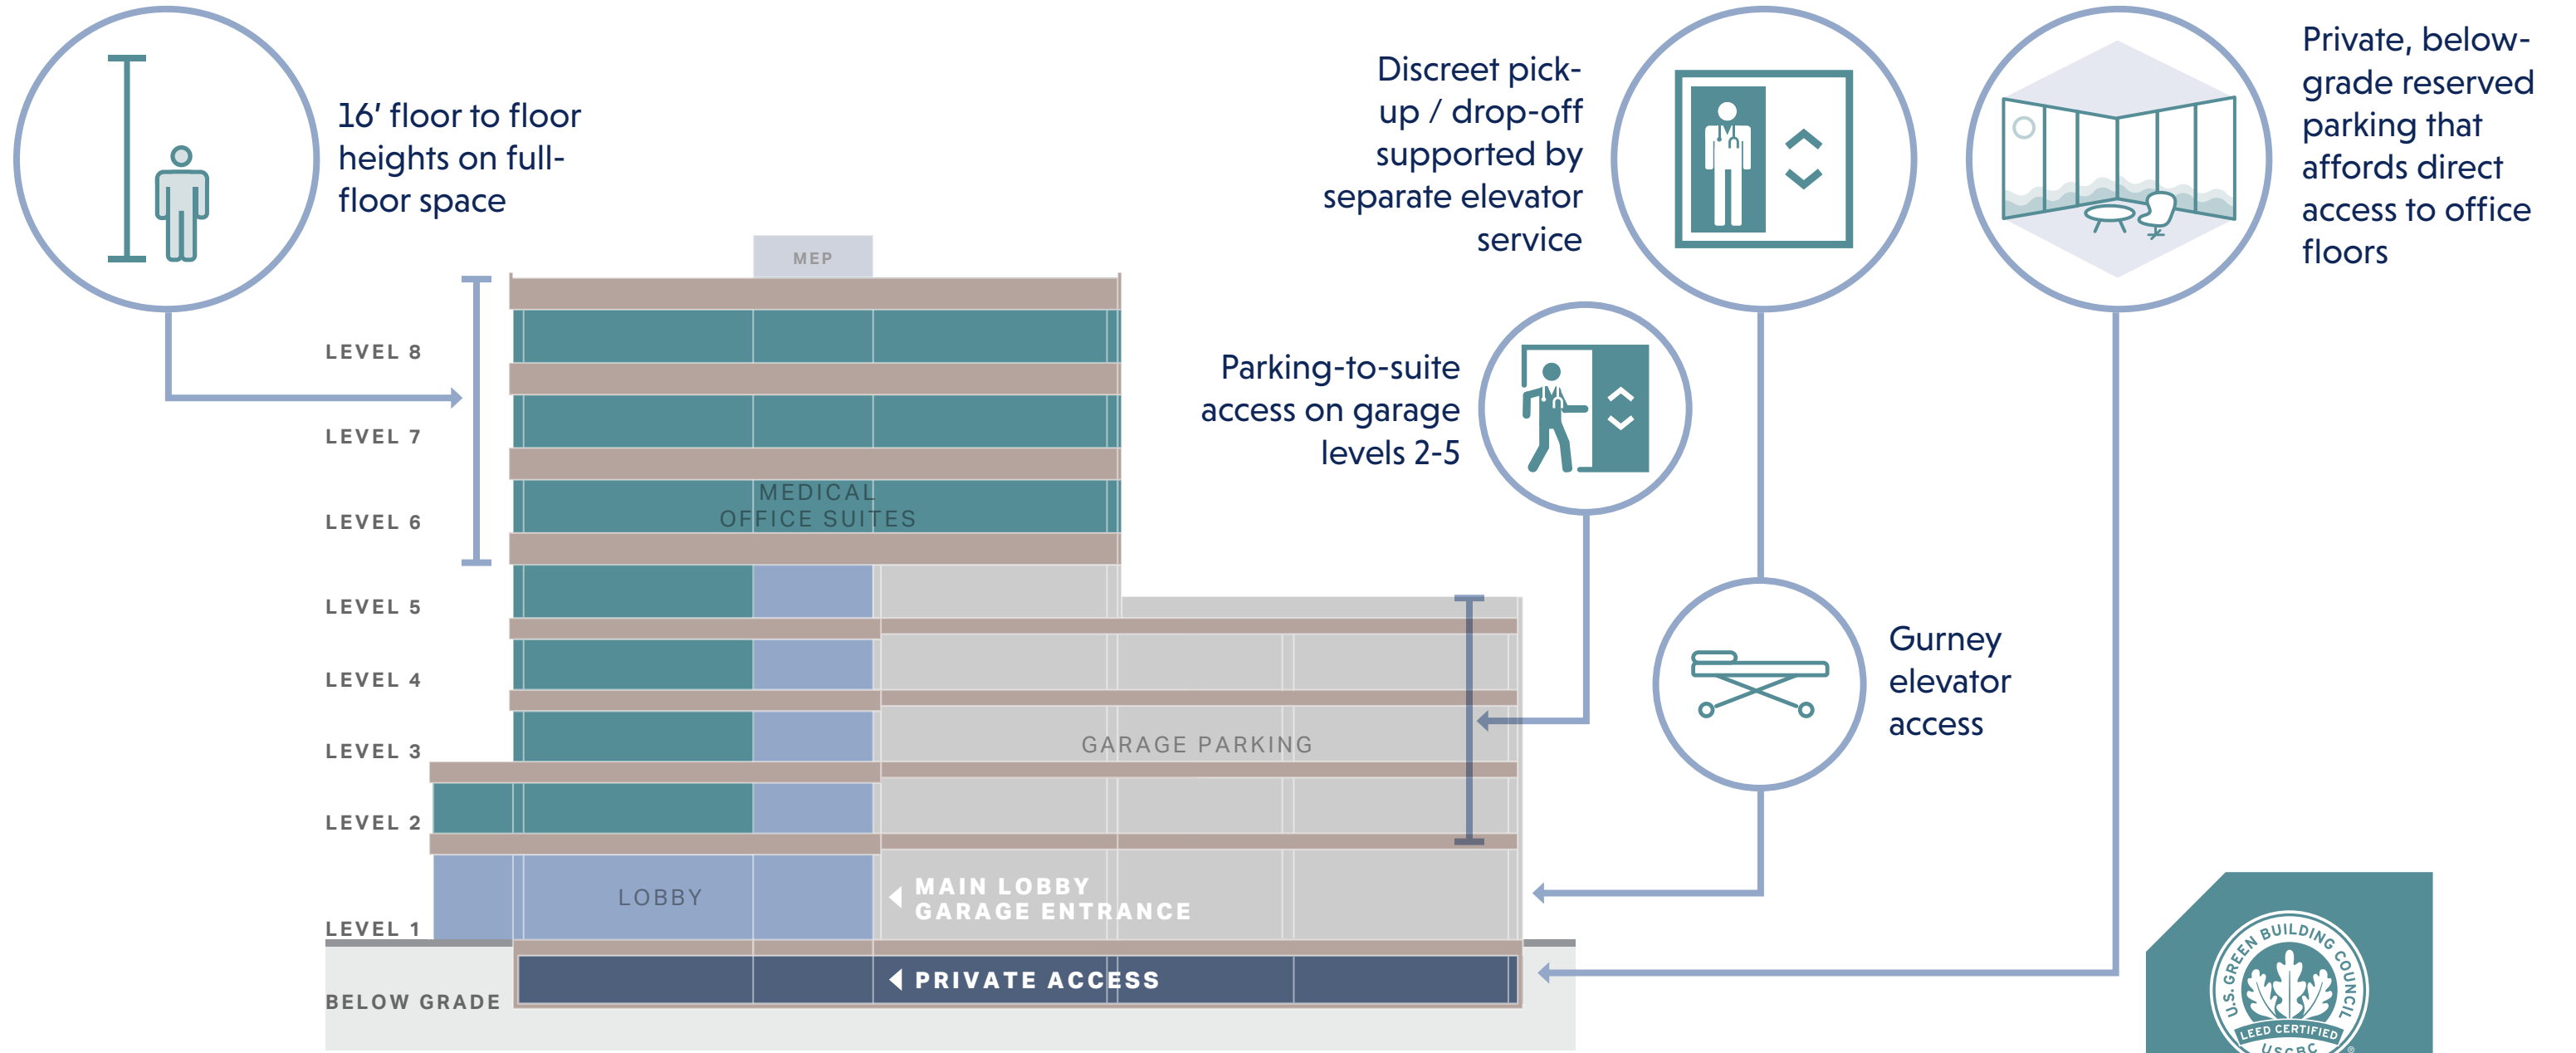 16′ floor to floor
heights on full-
floor space
Discreet pick-
up / drop-off
supported by
separate elevator
service
Private, below-
grade reserved
parking that
affords direct
access to office
floors
MEP
Parking-to-suite
access on garage
levels 2-5
LEVEL 8
LEVEL 7
MEDICAL
OFFICE SUITES
LEVEL 6
LEVEL 5
LEVEL 4
Gurney
elevator
access
LEVEL 3
GARAGE PARKING
LEVEL 2
LOBBY
MAIN LOBBY
GARAGE ENTRANCE
LEVEL 1
PRIVATE ACCESS
BELOW GRADE
U.S. GREEN BUILDING COUNCIL
LEED CERTIFIED
USGBC
®